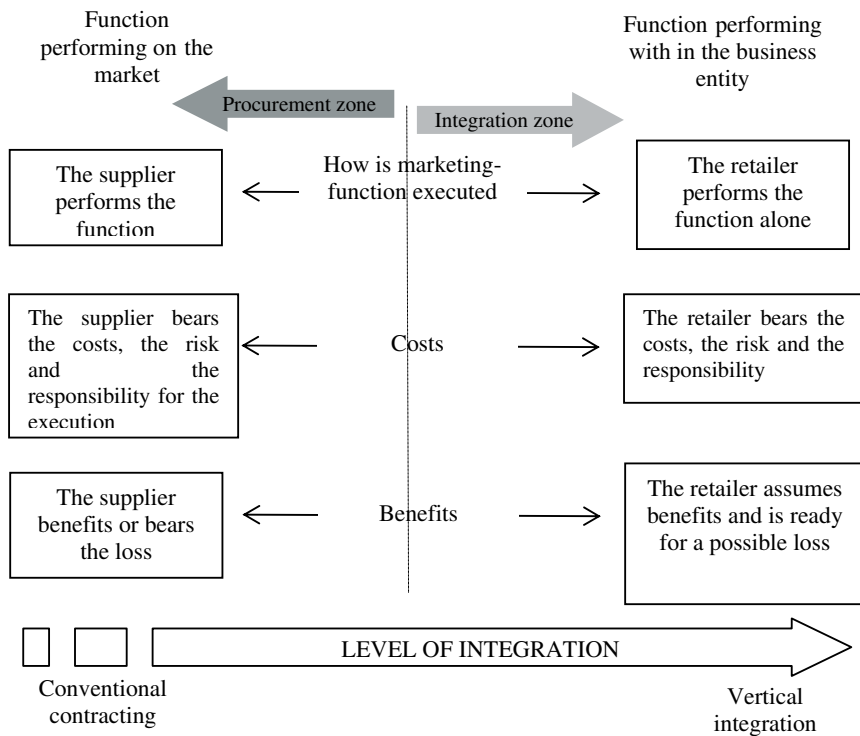 Function
performing on the
market
Function performing
with in the business
entity
Procurement zone
Integration zone
The supplier
performs the
function
How is marketing-
function executed
The retailer
performs the
function alone
The supplier bears
the costs, the risk
and the
responsibility for the
execution
Costs
The retailer bears the
costs, the risk and the
responsibility
The supplier
benefits or bears
the loss
Benefits
The retailer assumes
benefits and is ready
for a possible loss
LEVEL OF INTEGRATION
Conventional
contracting
Vertical
integration